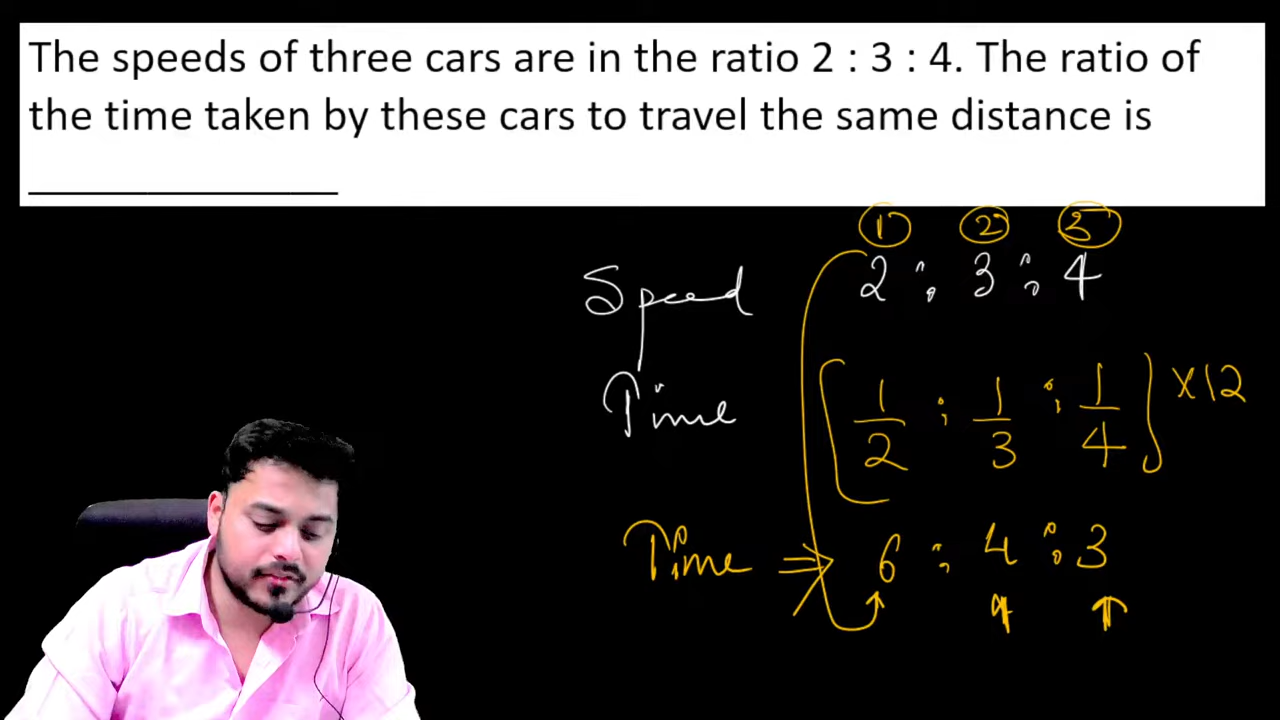 The speeds of three cars are in the ratio 2 : 3 : 4. The ratio of
the time taken by these cars to travel the same distance is
_________________
1 2 3
Speed 2 : 3 : 4
Time [ 1/2 : 1/3 : 1/4 ] x12
Time ⇒ 6 : 4 : 3